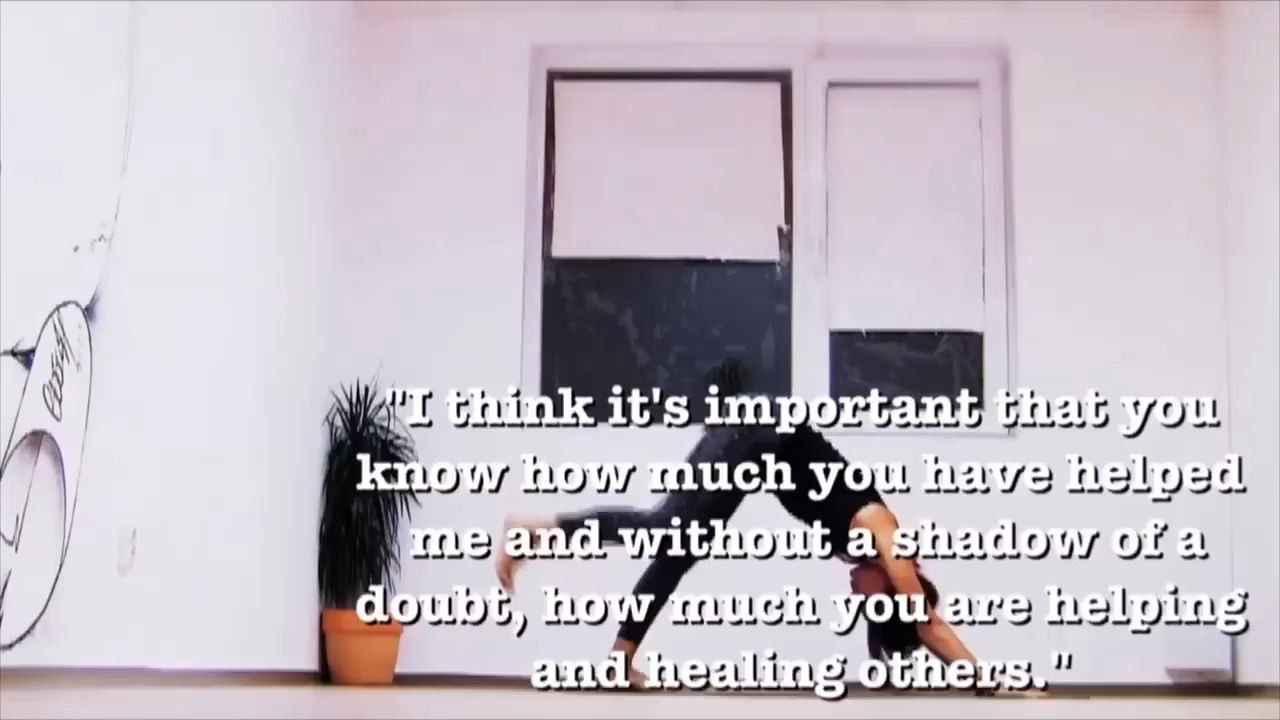 "I think it's important that you
know how much you have helped
me and without a shadow of a
doubt, how much you are helping
and healing others."